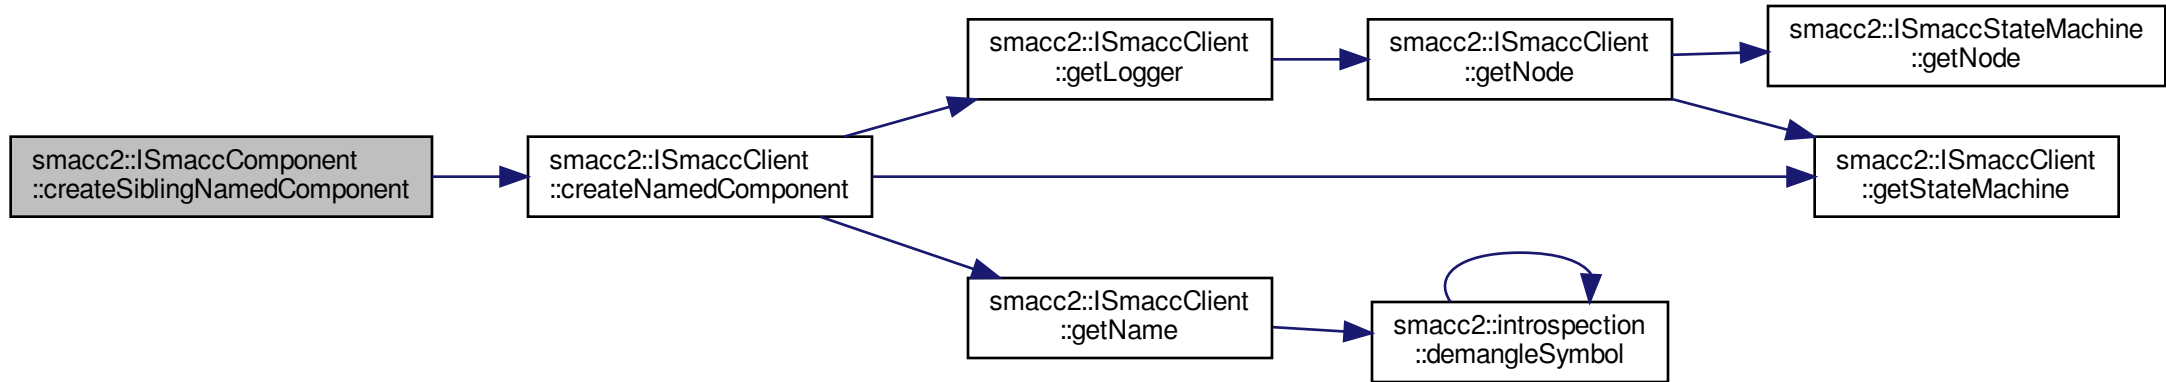 smacc2::ISmaccComponent
::createSiblingNamedComponent
smacc2::ISmaccClient
::createNamedComponent
smacc2::ISmaccClient
::getLogger
smacc2::ISmaccClient
::getNode
smacc2::ISmaccStateMachine
::getNode
smacc2::ISmaccClient
::getStateMachine
smacc2::ISmaccClient
::getName
smacc2::introspection
::demangleSymbol